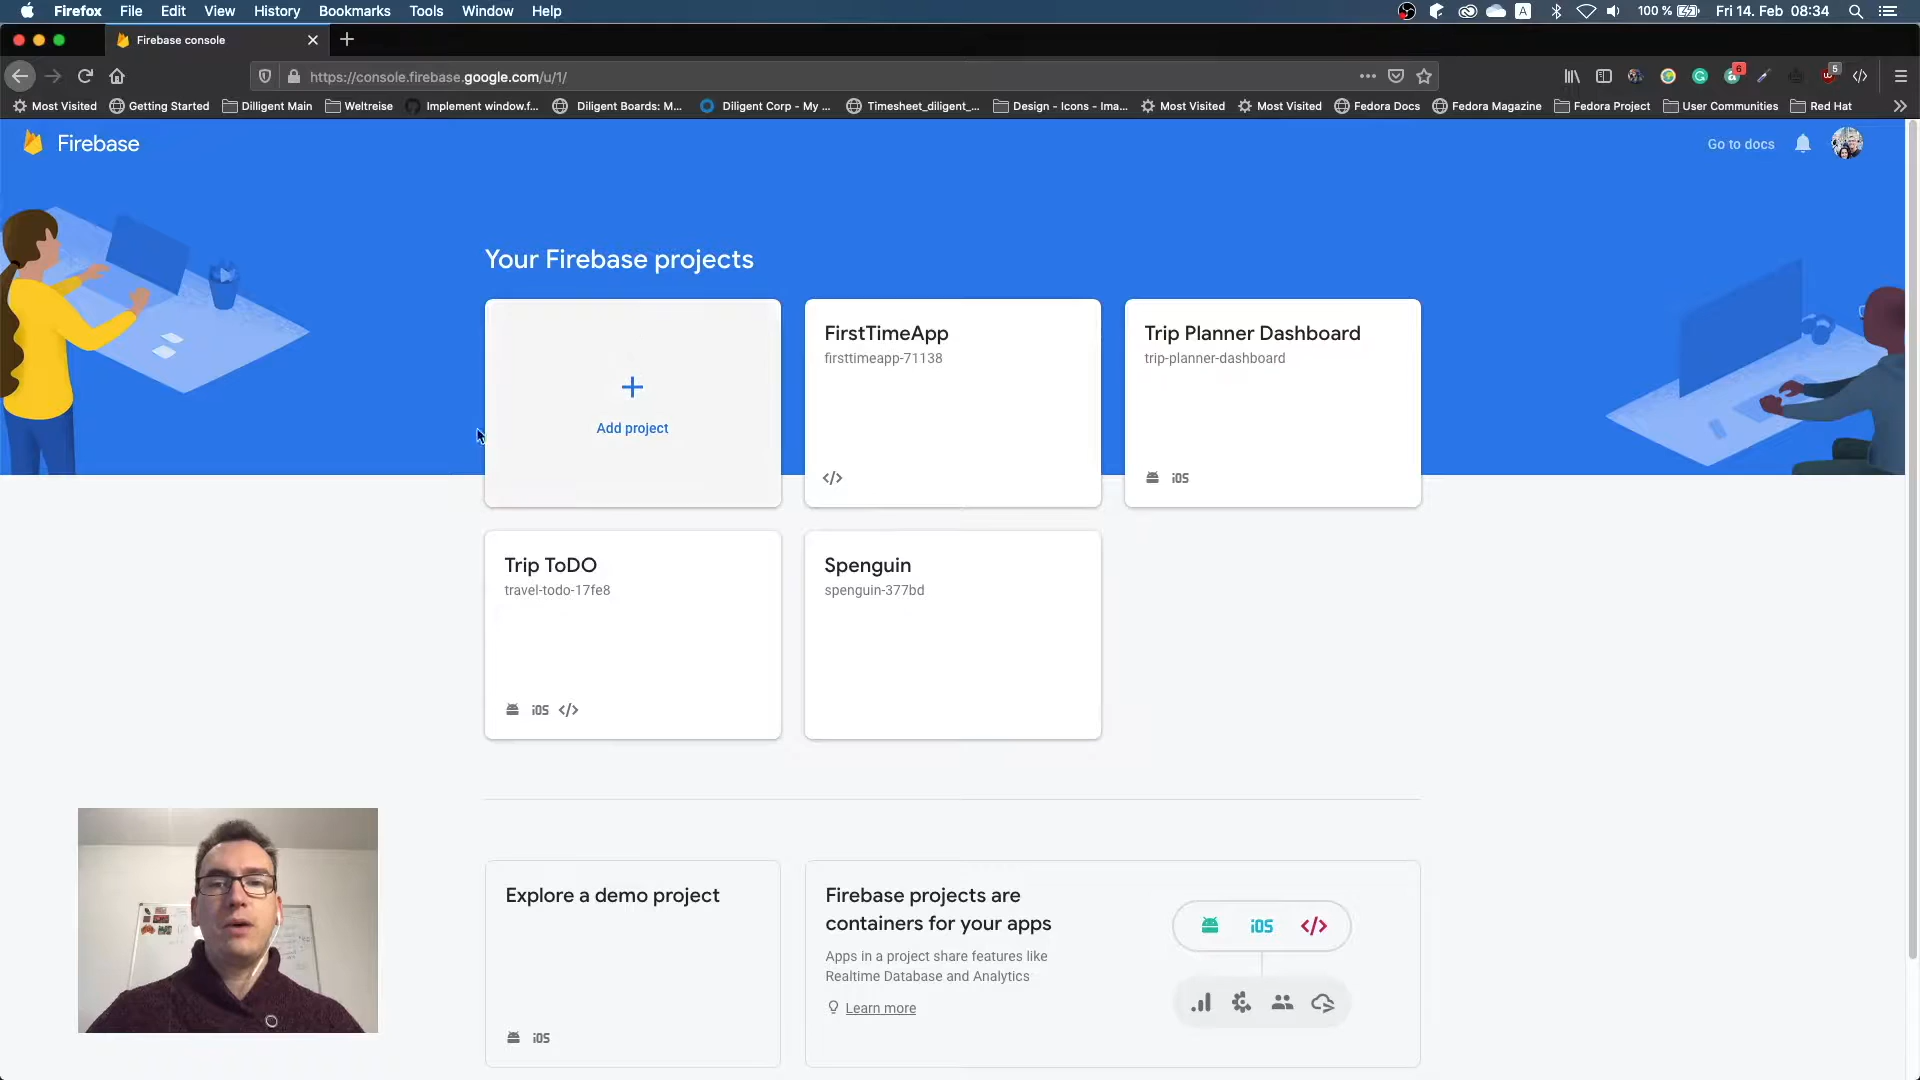 Firefox File Edit View History Bookmarks Tools Window Help 100 % Fri 14. Feb 08:34
Firebase console
https://console.firebase.google.com/u/1/
6
5
Most Visited Getting Started Dilligent Main Weltreise Implement window.f... Diligent Boards: M... Diligent Corp - My ... Timesheet_diligent_... Design - Icons - Ima... Most Visited Most Visited Fedora Docs Fedora Magazine Fedora Project User Communities Red Hat
Firebase
Go to docs
Your Firebase projects
Add project
FirstTimeApp
firsttimeapp-71138
Trip Planner Dashboard
trip-planner-dashboard
iOS
Trip ToDO
travel-todo-17fe8
iOS
Spenguin
spenguin-377bd
Explore a demo project
iOS
Firebase projects are
containers for your apps
Apps in a project share features like
Realtime Database and Analytics
Learn more
iOS